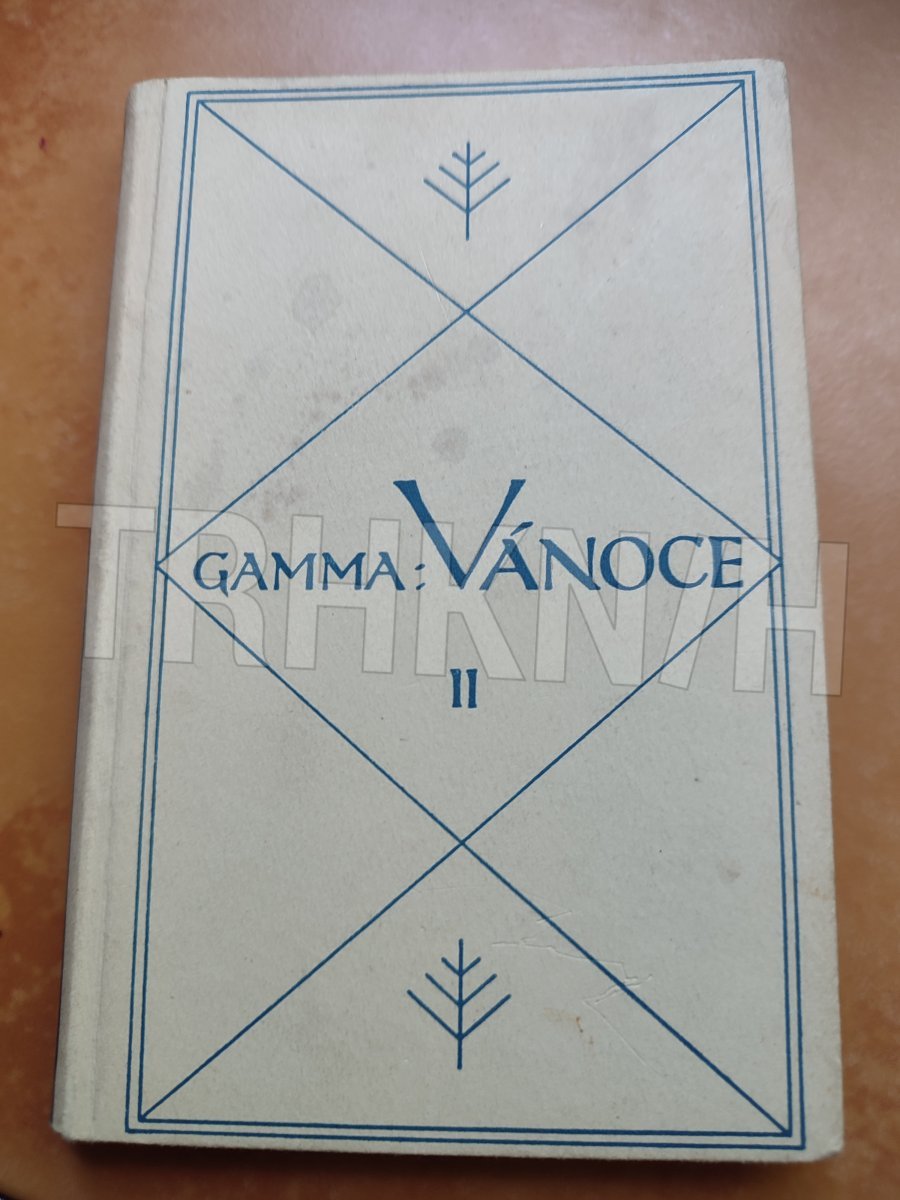 GAMMA: VÁNOCE
II
TRHKNIH